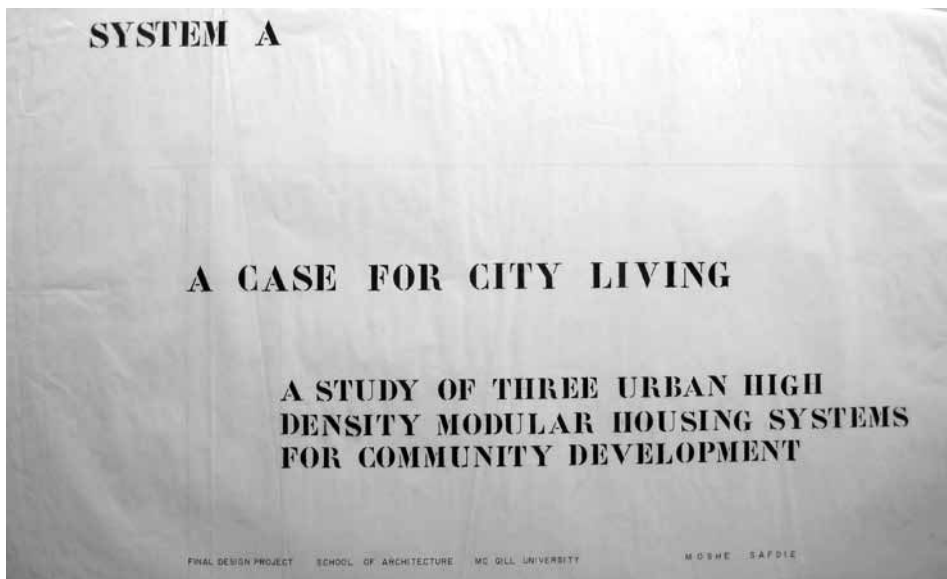 SYSTEM A
A CASE FOR CITY LIVING
A STUDY OF THREE URBAN HIGH
DENSITY MODULAR HOUSING SYSTEMS
FOR COMMUNITY DEVELOPMENT
FINAL DESIGN PROJECT SCHOOL OF ARCHITECTURE MC GILL UNIVERSITY MOSHE SAFDIE